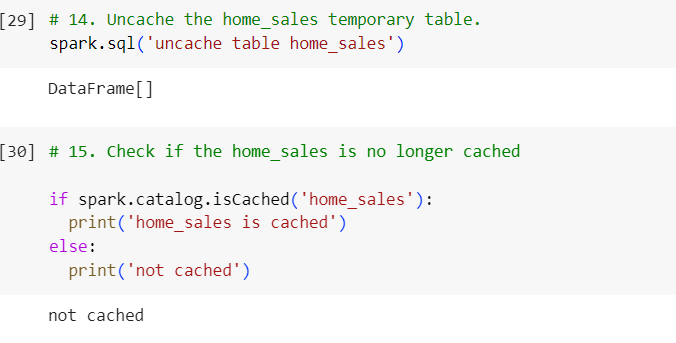 [29] # 14. Uncache the home_sales temporary table.
spark.sql('uncache table home_sales')
DataFrame[]
[30] # 15. Check if the home_sales is no longer cached
if spark.catalog.isCached('home_sales'):
  print('home_sales is cached')
else:
  print('not cached')
not cached